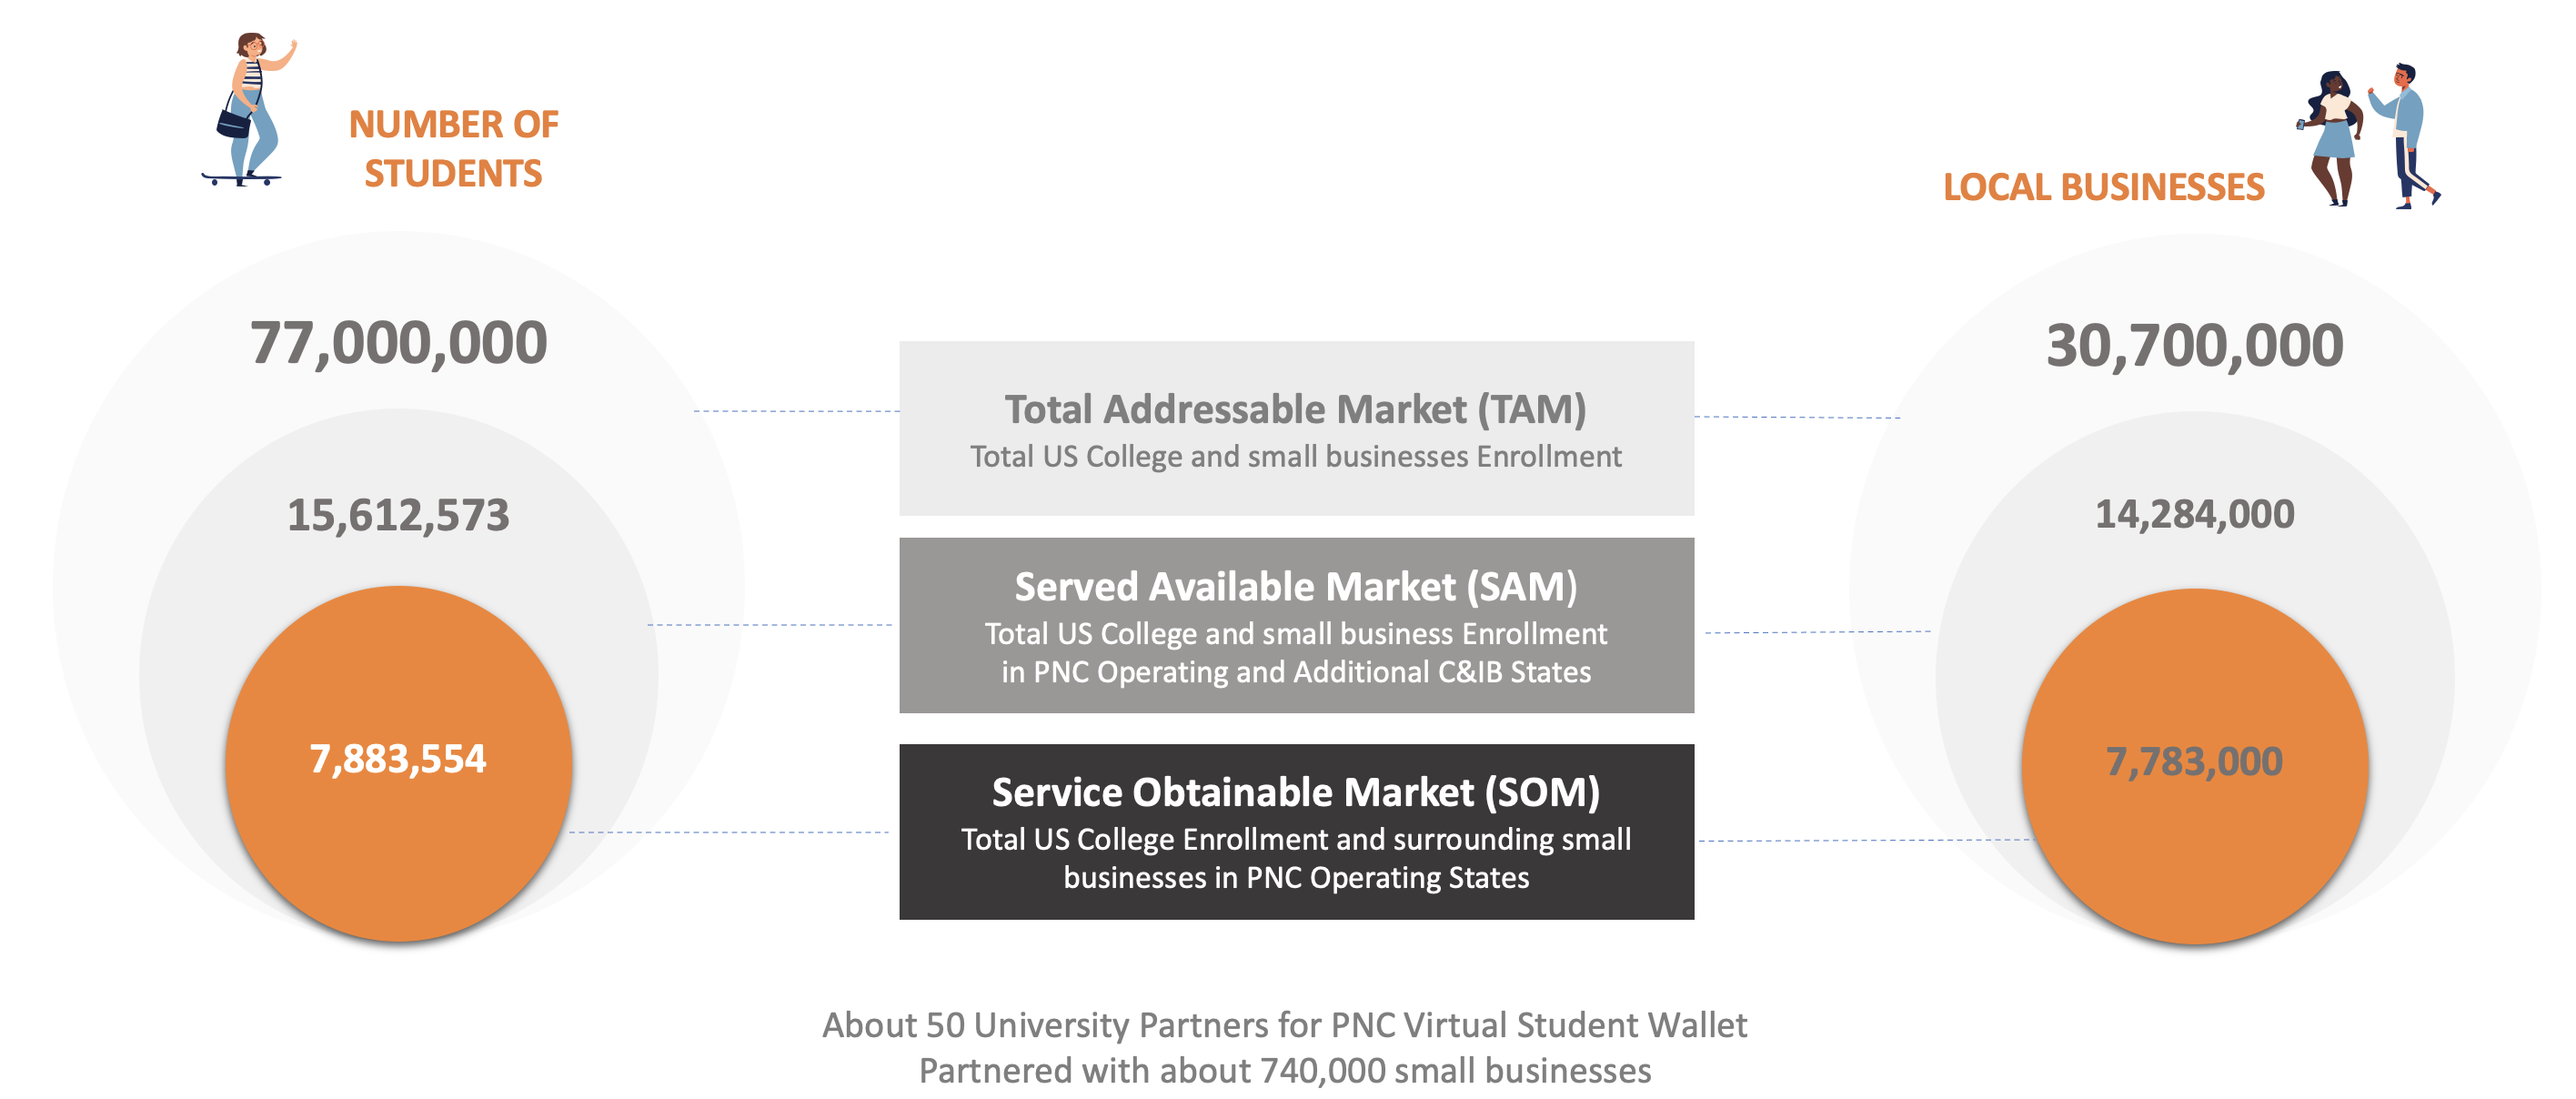 NUMBER OF
STUDENTS
77,000,000
15,612,573
7,883,554
Total Addressable Market (TAM)
Total US College and small businesses Enrollment
Served Available Market (SAM)
Total US College and small business Enrollment
in PNC Operating and Additional C&IB States
Service Obtainable Market (SOM)
Total US College Enrollment and surrounding small
businesses in PNC Operating States
LOCAL BUSINESSES
30,700,000
14,284,000
7,783,000
About 50 University Partners for PNC Virtual Student Wallet
Partnered with about 740,000 small businesses